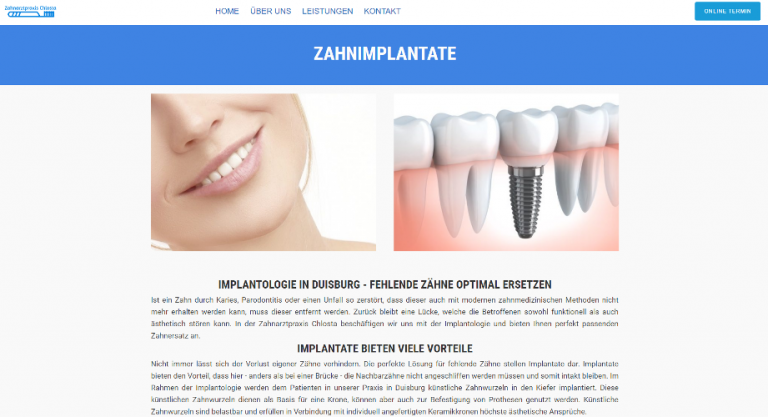 Zahnarztpraxis Chlosta
HOME ÜBER UNS LEISTUNGEN KONTAKT
ONLINE TERMIN
ZAHNIMPLANTATE
IMPLANTOLOGIE IN DUISBURG - FEHLENDE ZÄHNE OPTIMAL ERSETZEN
Ist ein Zahn durch Karies, Parodontitis oder einen Unfall so zerstört, dass dieser auch mit modernen zahnmedizinischen Methoden nicht
mehr erhalten werden kann, muss dieser entfernt werden. Zurück bleibt eine Lücke, welche die Betroffenen sowohl funktionell als auch
ästhetisch stören kann. In der Zahnarztpraxis Chlosta beschäftigen wir uns mit der Implantologie und bieten Ihnen perfekt passenden
Zahnersatz an.
IMPLANTATE BIETEN VIELE VORTEILE
Nicht immer lässt sich der Verlust eigener Zähne verhindern. Die perfekte Lösung für fehlende Zähne stellen Implantate dar. Implantate
bieten den Vorteil, dass hier - anders als bei einer Brücke - die Nachbarzähne nicht angeschliffen werden müssen und somit intakt bleiben. Im
Rahmen der Implantologie werden dem Patienten in unserer Praxis in Duisburg künstliche Zahnwurzeln in den Kiefer implantiert. Diese
künstlichen Zahnwurzeln dienen als Basis für eine Krone, können aber auch zur Befestigung von Prothesen genutzt werden. Künstliche
Zahnwurzeln sind belastbar und erfüllen in Verbindung mit individuell angefertigten Keramikkronen höchste ästhetische Ansprüche.